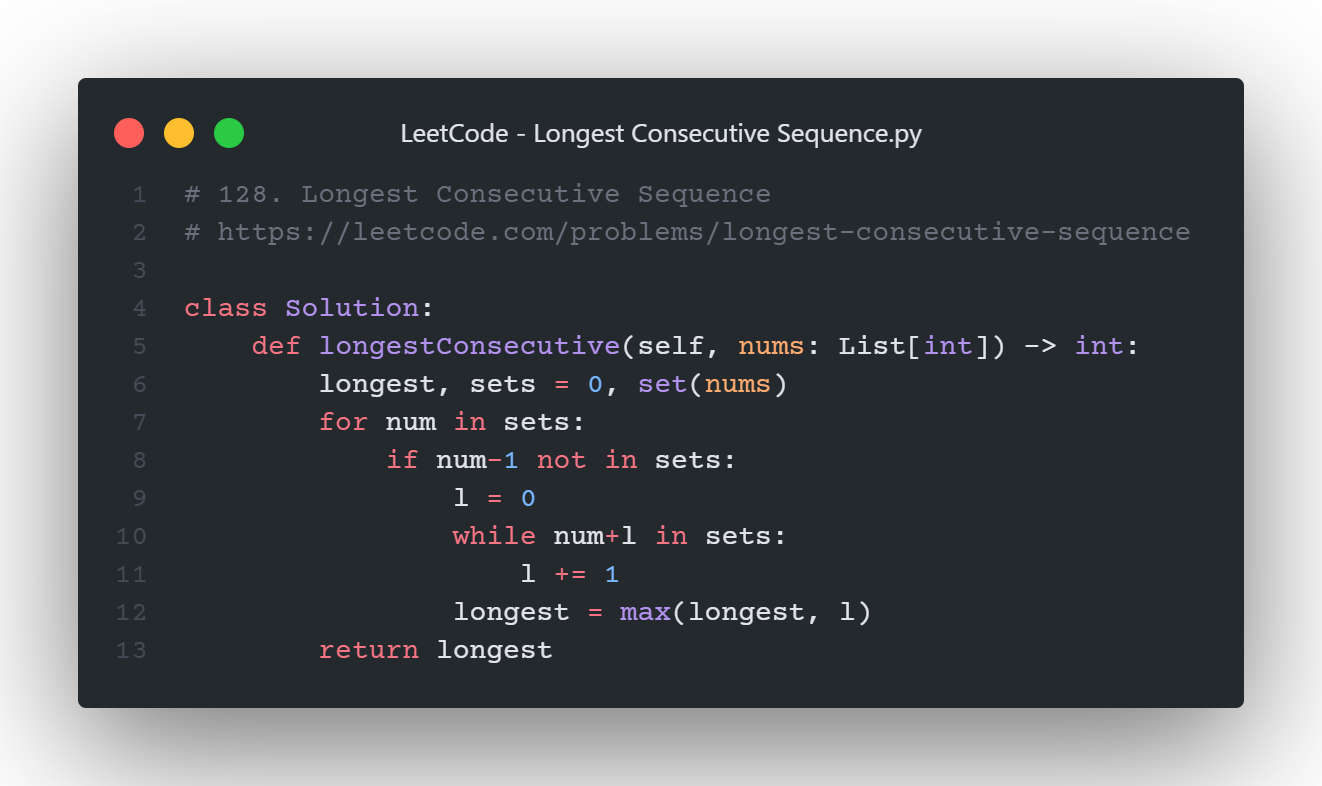 LeetCode - Longest Consecutive Sequence.py
1 # 128. Longest Consecutive Sequence
2 # https://leetcode.com/problems/longest-consecutive-sequence
3
4 class Solution:
5     def longestConsecutive(self, nums: List[int]) -> int:
6         longest, sets = 0, set(nums)
7         for num in sets:
8             if num-1 not in sets:
9                 l = 0
10                 while num+l in sets:
11                     l += 1
12                 longest = max(longest, l)
13         return longest